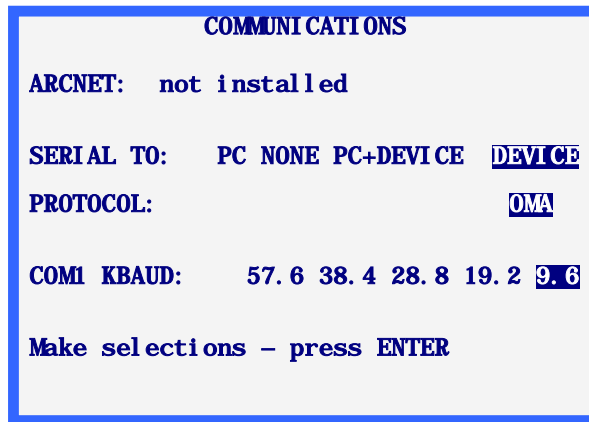 COMMUNICATIONS
ARCNET: not installed
SERIAL TO: PC NONE PC+DEVICE DEVICE
PROTOCOL: OMA
COM1 KBAUD: 57.6 38.4 28.8 19.2 9.6
Make selections – press ENTER